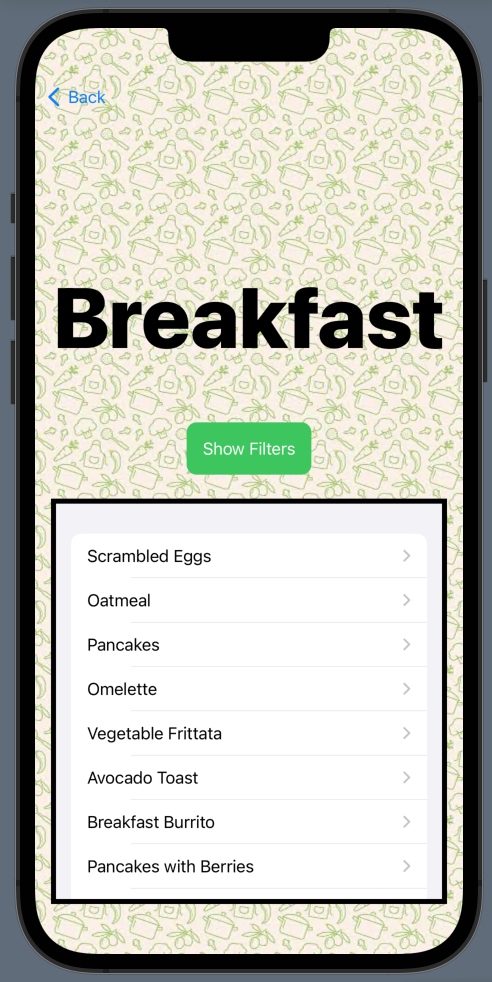 Back
Breakfast
Show Filters
Scrambled Eggs
Oatmeal
Pancakes
Omelette
Vegetable Frittata
Avocado Toast
Breakfast Burrito
Pancakes with Berries